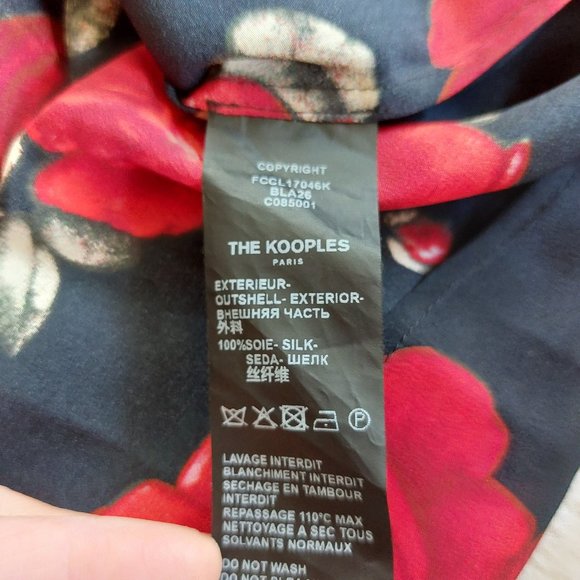 COPYRIGHT
FCCL17046K
BLA26
C085001
THE KOOPLES
PARIS
EXTERIEUR-
OUTSHELL- EXTERIOR-
ВНЕШНЯЯ ЧАСТЬ
外料
100%SOIE- SILK-
SEDA- ШЕЛК
丝纤维
P
LAVAGE INTERDIT
BLANCHIMENT INTERDIT
SECHAGE EN TAMBOUR
INTERDIT
REPASSAGE 110°C MAX
NETTOYAGE A SEC TOUS
SOLVANTS NORMAUX
DO NOT WASH
DO NOT